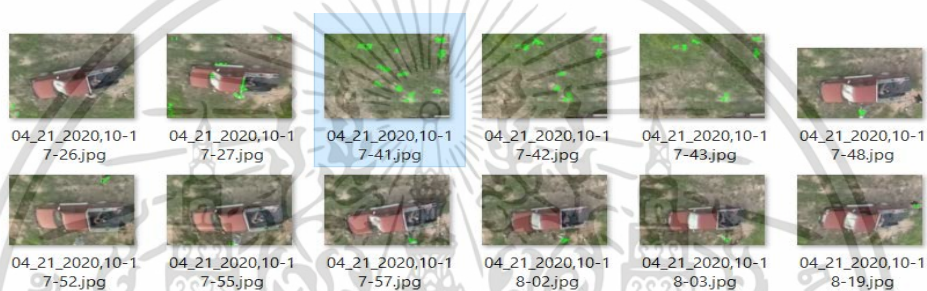 04_21_2020,10-1
7-26.jpg
04_21_2020,10-1
7-27.jpg
04_21_2020,10-1
7-41.jpg
04_21_2020,10-1
7-42.jpg
04_21_2020,10-1
7-43.jpg
04_21_2020,10-1
7-48.jpg
04_21_2020,10-1
7-52.jpg
04_21_2020,10-1
7-55.jpg
04_21_2020,10-1
7-57.jpg
04_21_2020,10-1
8-02.jpg
04_21_2020,10-1
8-03.jpg
04_21_2020,10-1
8-19.jpg